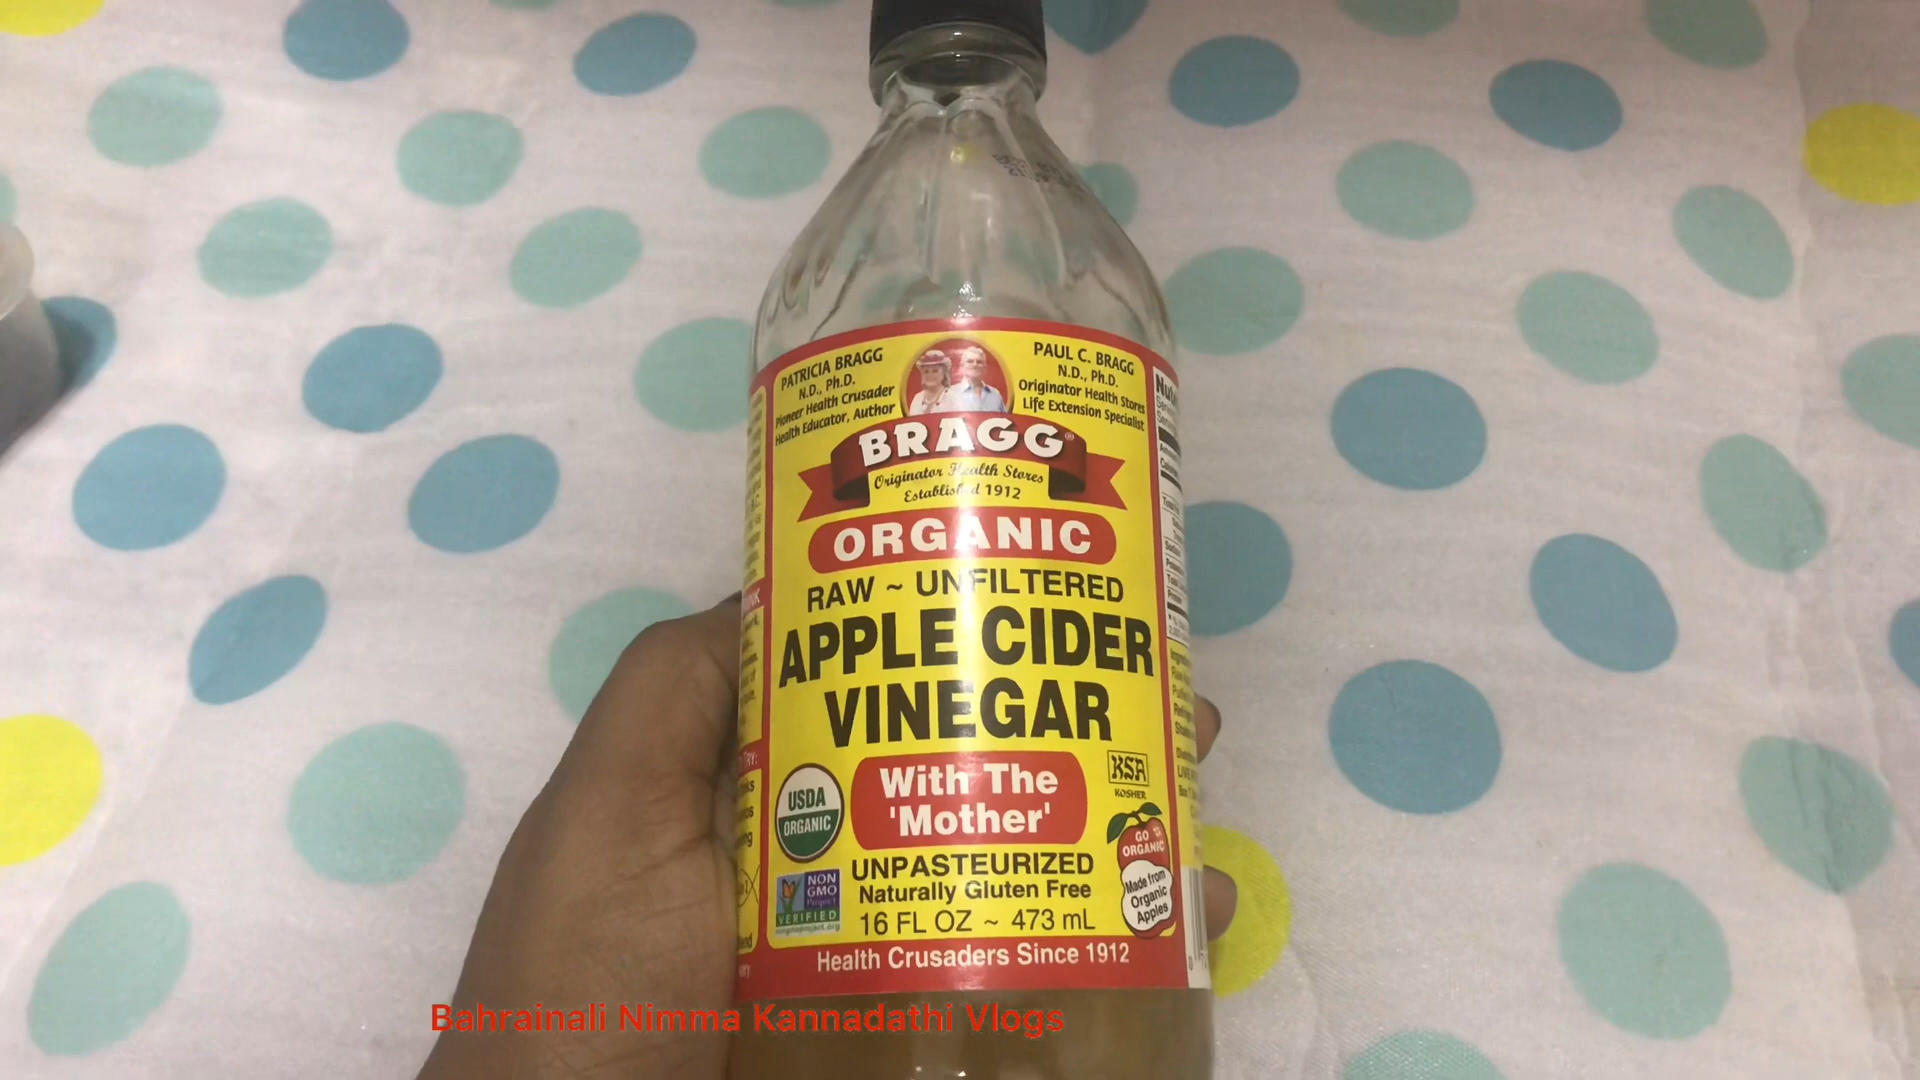 PATRICIA BRAGG
N.D., Ph.D.
Pioneer Health Crusader
Health Educator, Author
PAUL C. BRAGG
N.D., Ph.D.
Originator Health Stores
Life Extension Specialist
BRAGG®
Originator Health Stores
Established 1912
ORGANIC
RAW ~ UNFILTERED
APPLE CIDER
VINEGAR
With The
'Mother'
USDA
ORGANIC
KSA
KOSHER
GO
ORGANIC
Made from
Organic
Apples
UNPASTEURIZED
Naturally Gluten Free
16 FL OZ ~ 473 mL
NON
GMO
Project
VERIFIED
nongmoproject.org
Health Crusaders Since 1912
Bahrainali Nimma Kannadathi Vlogs